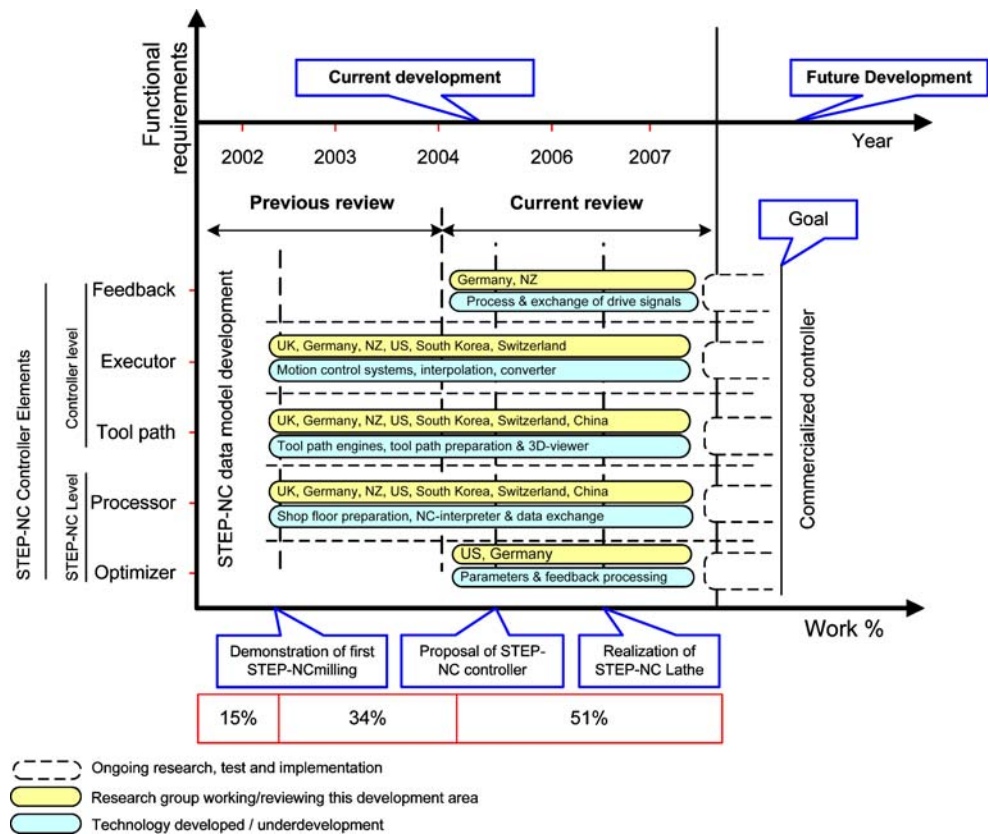 Functional
requirements
Current development
Future Development
Year
2002
2003
2004
2006
2007
Previous review
Current review
Goal
STEP-NC Controller Elements
Controller level
STEP-NC Level
Feedback
Executor
Tool path
Processor
Optimizer
STEP-NC data model development
Germany, NZ
Process & exchange of drive signals
UK, Germany, NZ, US, South Korea, Switzerland
Motion control systems, interpolation, converter
UK, Germany, NZ, US, South Korea, Switzerland, China
Tool path engines, tool path preparation & 3D-viewer
UK, Germany, NZ, US, South Korea, Switzerland, China
Shop floor preparation, NC-interpreter & data exchange
US, Germany
Parameters & feedback processing
Commercialized controller
Work %
Demonstration of first
STEP-NCmilling
Proposal of STEP-
NC controller
Realization of
STEP-NC Lathe
15%
34%
51%
Ongoing research, test and implementation
Research group working/reviewing this development area
Technology developed / underdevelopment